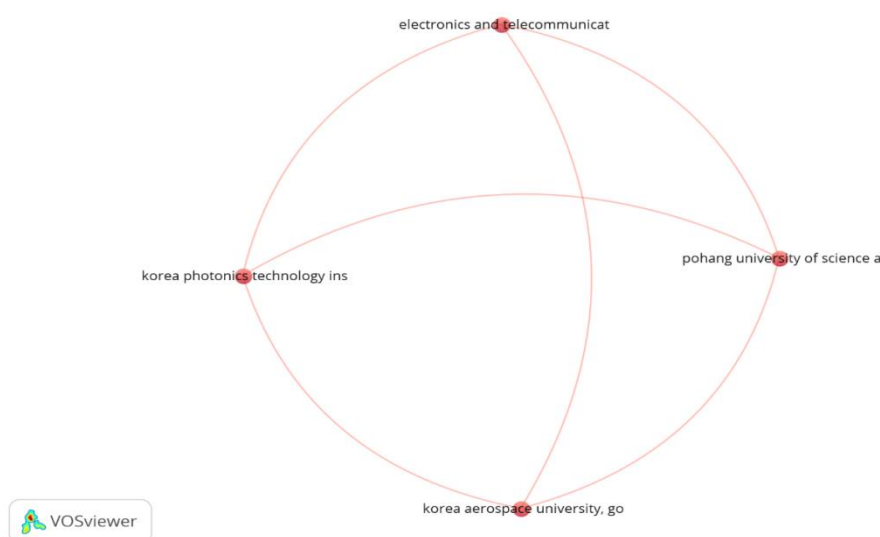 electronics and telecommunicat
pohang university of science a
korea photonics technology ins
korea aerospace university, go
VOSviewer